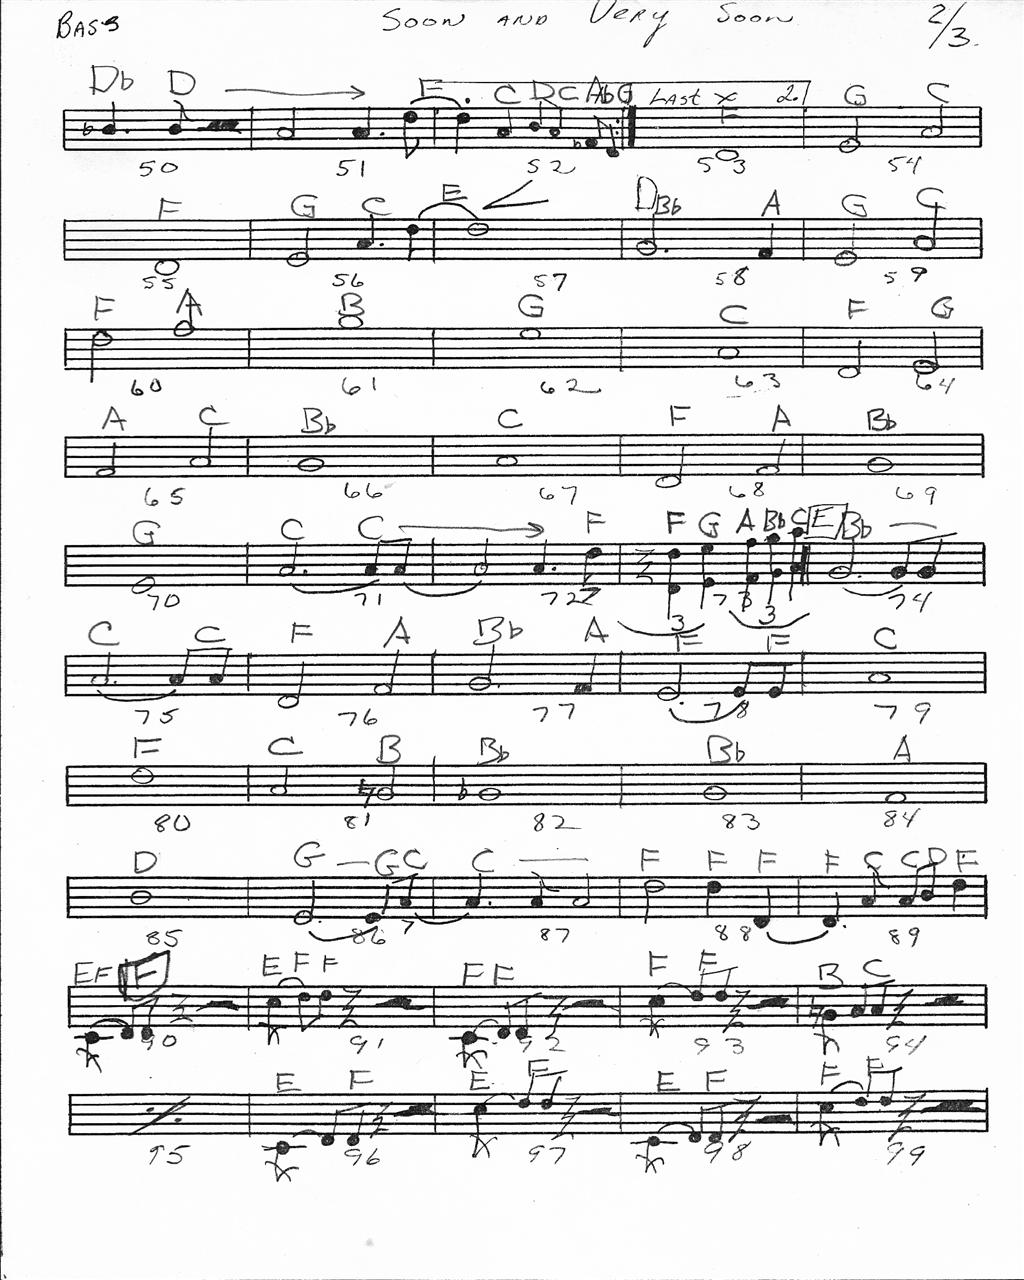 BASS SOON AND VERY SOON 2/3.
Db D E C D C Ab G LAST x 2. F G C
50 51 52 53 54
F G C E D Bb A G C
55 56 57 58 59
F A B G C F G
60 61 62 63 64
A C Bb C F A Bb
65 66 67 68 69
G C C F F G A Bb C E Bb
70 71 72 73 74
3 3
C C F A Bb A F F C
75 76 77 78 79
F C B Bb Bb A
80 81 82 83 84
D G G C C F F F F C C D F
85 86 87 88 89
E F F E F F F F F F B C
90 91 92 93 94
E F E F E F F F
95 96 97 98 99